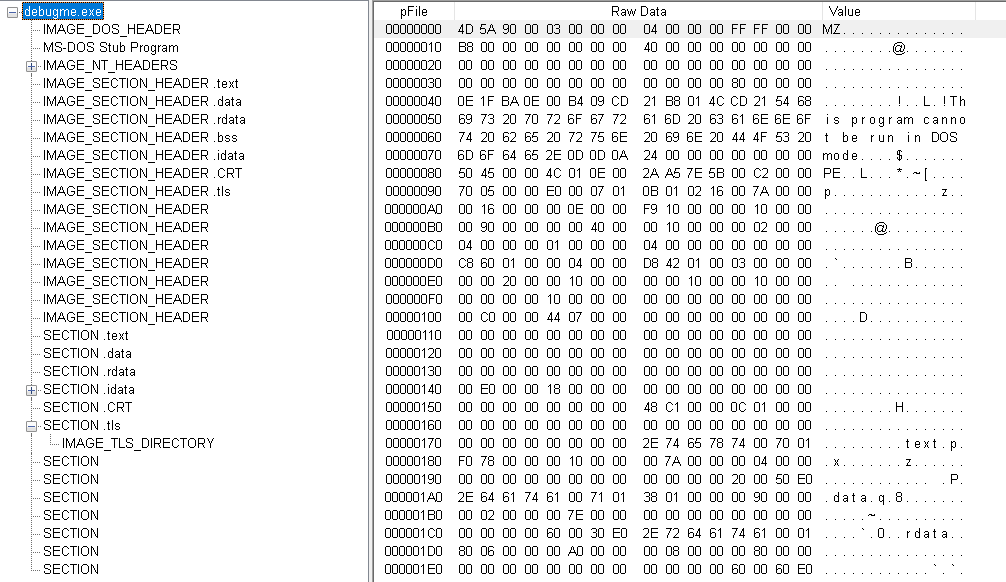 debugme.exe
IMAGE_DOS_HEADER
MS-DOS Stub Program
IMAGE_NT_HEADERS
IMAGE_SECTION_HEADER .text
IMAGE_SECTION_HEADER .data
IMAGE_SECTION_HEADER .rdata
IMAGE_SECTION_HEADER .bss
IMAGE_SECTION_HEADER .idata
IMAGE_SECTION_HEADER .CRT
IMAGE_SECTION_HEADER .tls
IMAGE_SECTION_HEADER
IMAGE_SECTION_HEADER
IMAGE_SECTION_HEADER
IMAGE_SECTION_HEADER
IMAGE_SECTION_HEADER
IMAGE_SECTION_HEADER
IMAGE_SECTION_HEADER
SECTION .text
SECTION .data
SECTION .rdata
SECTION .idata
SECTION .CRT
SECTION .tls
IMAGE_TLS_DIRECTORY
SECTION
SECTION
SECTION
SECTION
SECTION
SECTION
SECTION
pFile Raw Data Value
00000000 4D 5A 90 00 03 00 00 00 04 00 00 00 FF FF 00 00 MZ..............
00000010 B8 00 00 00 00 00 00 00 40 00 00 00 00 00 00 00 ........@.......
00000020 00 00 00 00 00 00 00 00 00 00 00 00 00 00 00 00 ................
00000030 00 00 00 00 00 00 00 00 00 00 00 00 80 00 00 00 ................
00000040 0E 1F BA 0E 00 B4 09 CD 21 B8 01 4C CD 21 54 68 ........!..L.!Th
00000050 69 73 20 70 72 6F 67 72 61 6D 20 63 61 6E 6E 6F is program canno
00000060 74 20 62 65 20 72 75 6E 20 69 6E 20 44 4F 53 20 t be run in DOS
00000070 6D 6F 64 65 2E 0D 0D 0A 24 00 00 00 00 00 00 00 mode....$.......
00000080 50 45 00 00 4C 01 0E 00 2A A5 7E 5B 00 C2 00 00 PE..L...*.~[....
00000090 70 05 00 00 E0 00 07 01 0B 01 02 16 00 7A 00 00 p............z..
000000A0 00 16 00 00 00 0E 00 00 F9 10 00 00 00 10 00 00 ................
000000B0 00 90 00 00 00 00 40 00 00 10 00 00 00 02 00 00 ......@.........
000000C0 04 00 00 00 01 00 00 00 04 00 00 00 00 00 00 00 ................
000000D0 C8 60 01 00 00 04 00 00 D8 42 01 00 03 00 00 00 .`.......B......
000000E0 00 00 20 00 00 10 00 00 00 00 10 00 00 10 00 00 .. .............
000000F0 00 00 00 00 10 00 00 00 00 00 00 00 00 00 00 00 ................
00000100 00 C0 00 00 44 07 00 00 00 00 00 00 00 00 00 00 ....D...........
00000110 00 00 00 00 00 00 00 00 00 00 00 00 00 00 00 00 ................
00000120 00 00 00 00 00 00 00 00 00 00 00 00 00 00 00 00 ................
00000130 00 00 00 00 00 00 00 00 00 00 00 00 00 00 00 00 ................
00000140 00 E0 00 00 18 00 00 00 00 00 00 00 00 00 00 00 ................
00000150 00 00 00 00 00 00 00 00 48 C1 00 00 0C 01 00 00 ........H.......
00000160 00 00 00 00 00 00 00 00 00 00 00 00 00 00 00 00 ................
00000170 00 00 00 00 00 00 00 00 2E 74 65 78 74 00 70 01 .........text.p.
00000180 F0 78 00 00 00 10 00 00 00 7A 00 00 00 04 00 00 .x.......z......
00000190 00 00 00 00 00 00 00 00 00 00 00 00 20 00 50 E0 ............ .P.
000001A0 2E 64 61 74 61 00 71 01 38 01 00 00 00 90 00 00 .data.q.8.......
000001B0 00 02 00 00 00 7E 00 00 00 00 00 00 00 00 00 00 .....~..........
000001C0 00 00 00 00 60 00 30 E0 2E 72 64 61 74 61 00 01 ....`.0..rdata..
000001D0 80 06 00 00 00 A0 00 00 00 08 00 00 00 80 00 00 ................
000001E0 00 00 00 00 00 00 00 00 00 00 00 00 60 00 60 E0 ............`.`.